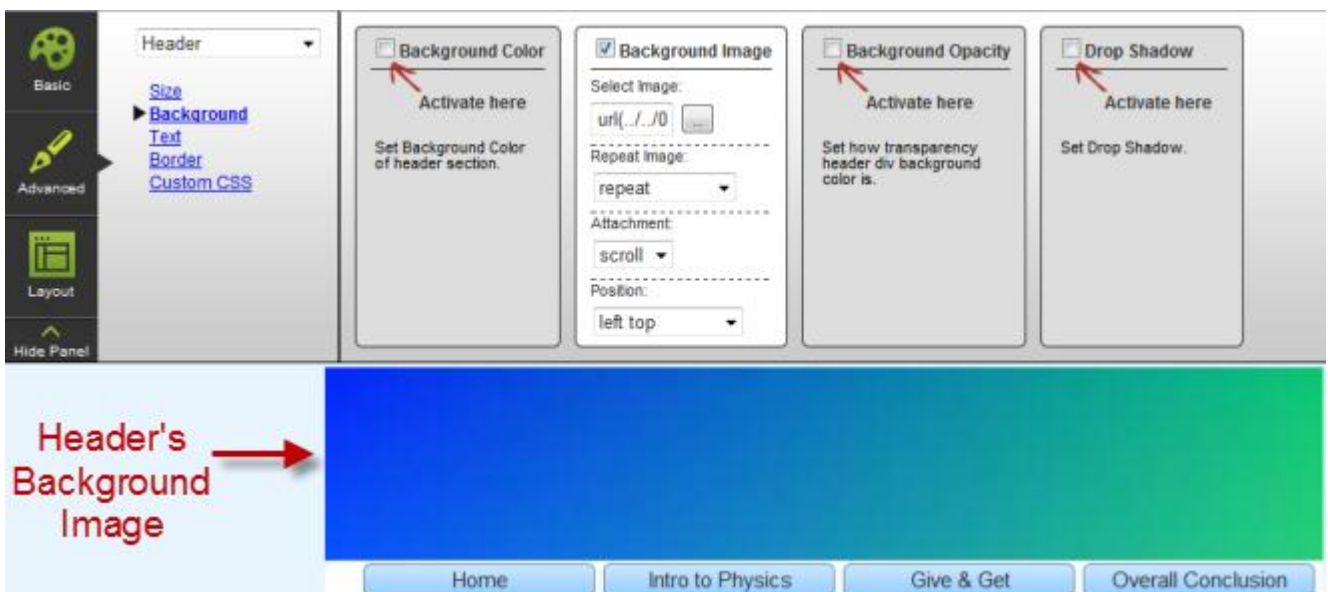 Basic
Advanced
Layout
Hide Panel
Header
Size
Background
Text
Border
Custom CSS
Background Color
Activate here
Set Background Color
of header section.
Background Image
Select Image:
url(../../0
...
Repeat Image:
repeat
Attachment:
scroll
Position:
left top
Background Opacity
Activate here
Set how transparency
header div background
color is.
Drop Shadow
Activate here
Set Drop Shadow.
Header's
Background
Image
Home
Intro to Physics
Give & Get
Overall Conclusion